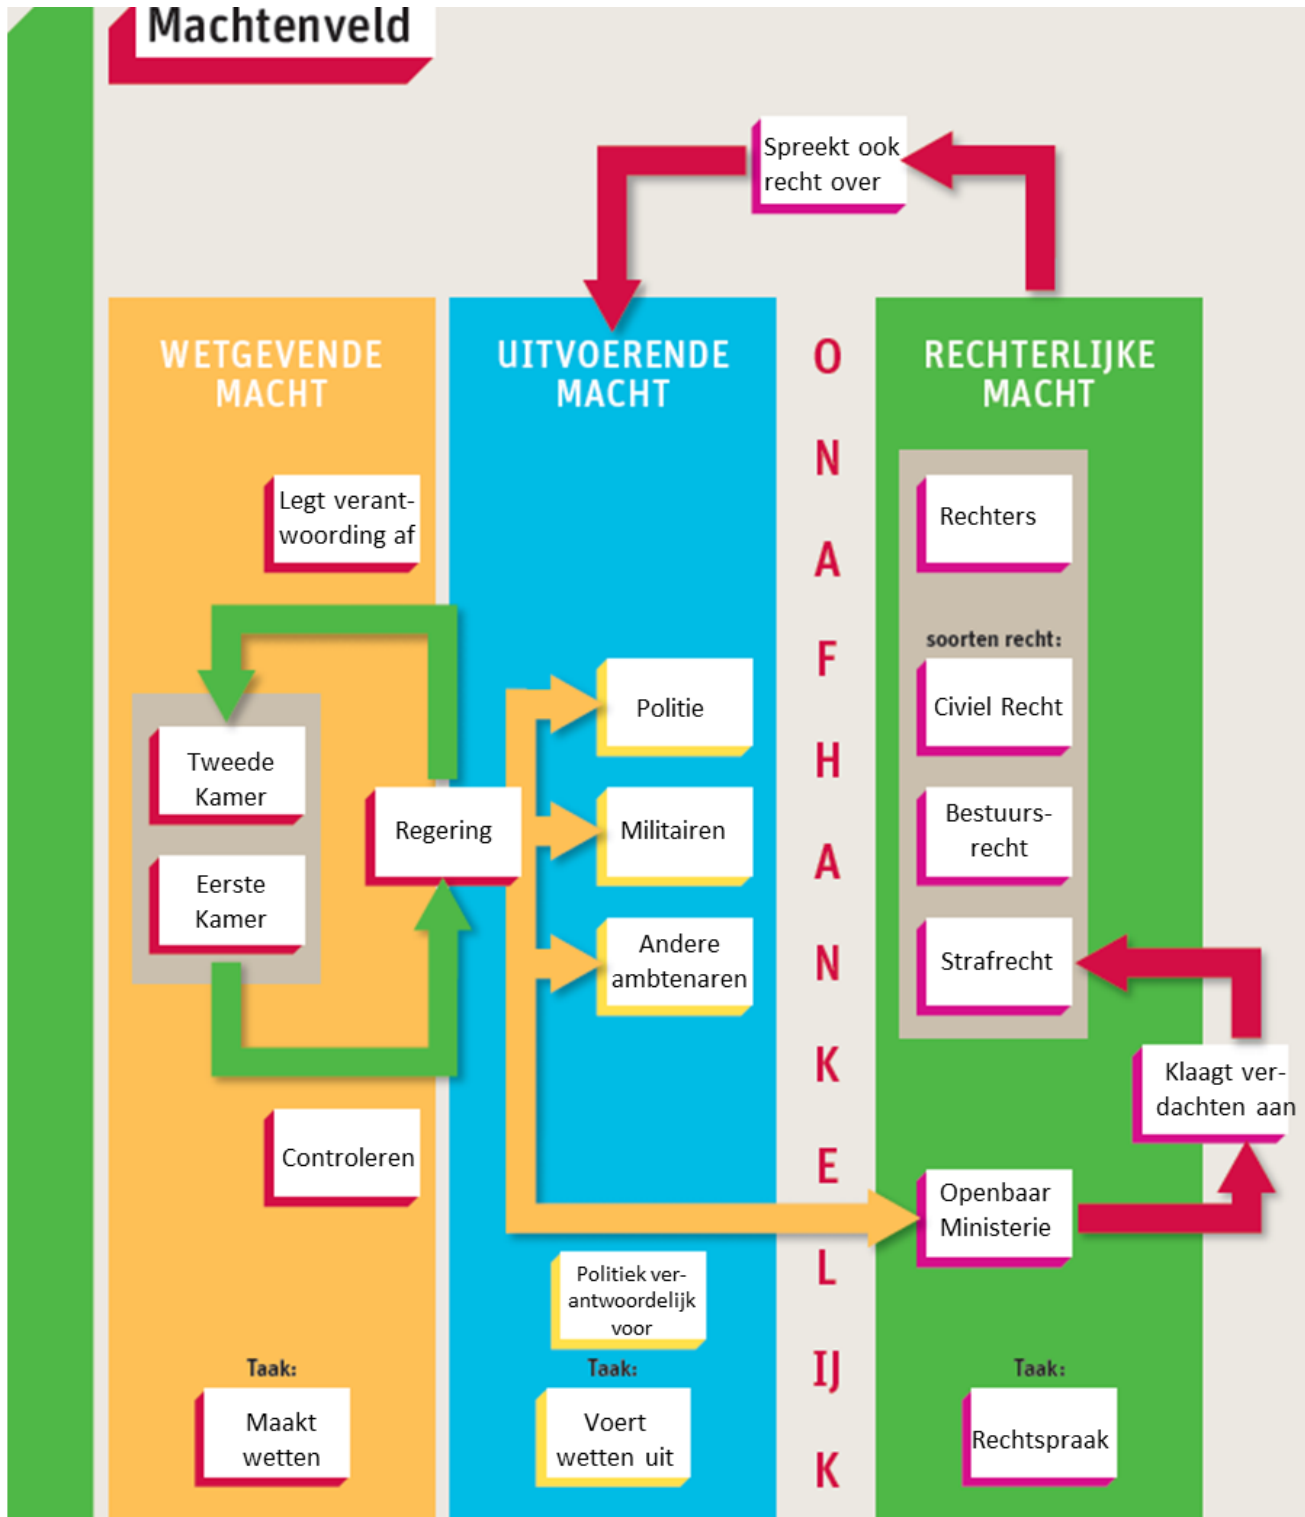 Machtenveld
Spreekt ook
recht over
WETGEVENDE
MACHT
Legt verant-
woording af
Tweede
Kamer
Eerste
Kamer
Regering
Controleren
Taak:
Maakt
wetten
UITVOERENDE
MACHT
Politie
Militairen
Andere
ambtenaren
Politiek ver-
antwoordelijk
voor
Taak:
Voert
wetten uit
O
N
A
F
H
A
N
K
E
L
IJ
K
RECHTERLIJKE
MACHT
Rechters
soorten recht:
Civiel Recht
Bestuurs-
recht
Strafrecht
Klaagt ver-
dachten aan
Openbaar
Ministerie
Taak:
Rechtspraak